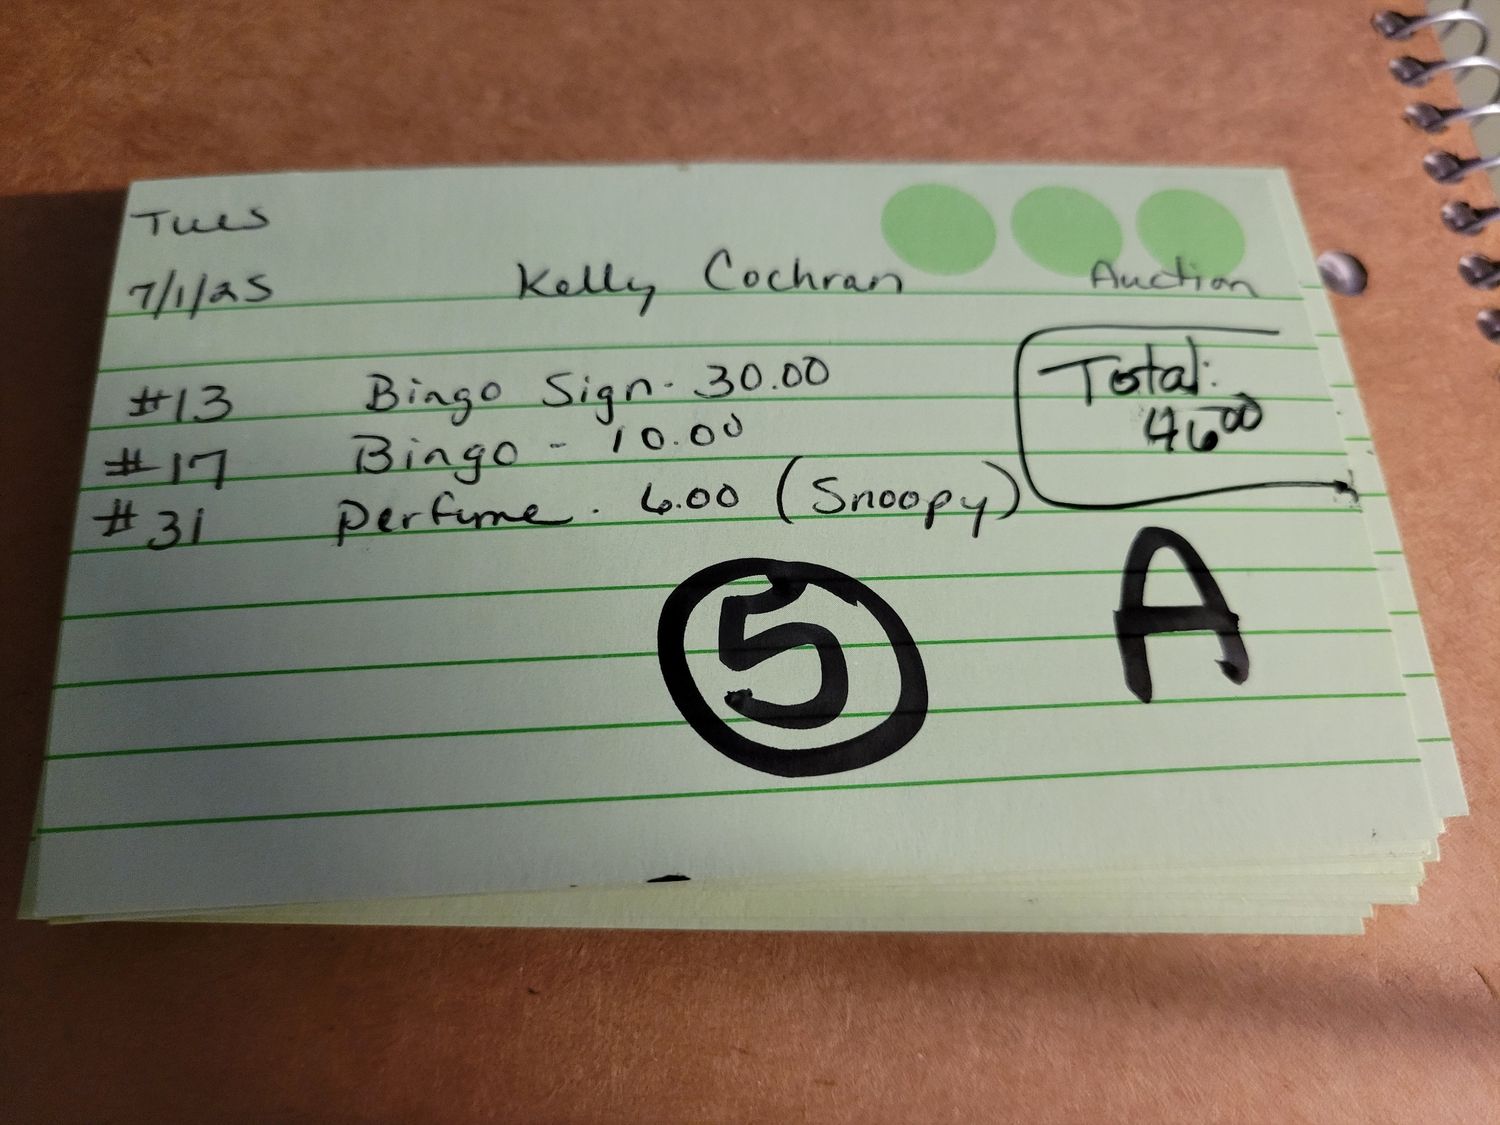 Tues
7/1/25 Kelly Cochran Auction
#13 Bingo Sign - 30.00
#17 Bingo - 10.00
#31 Perfume - 6.00 (Snoopy)
Total:
46.00
5
A